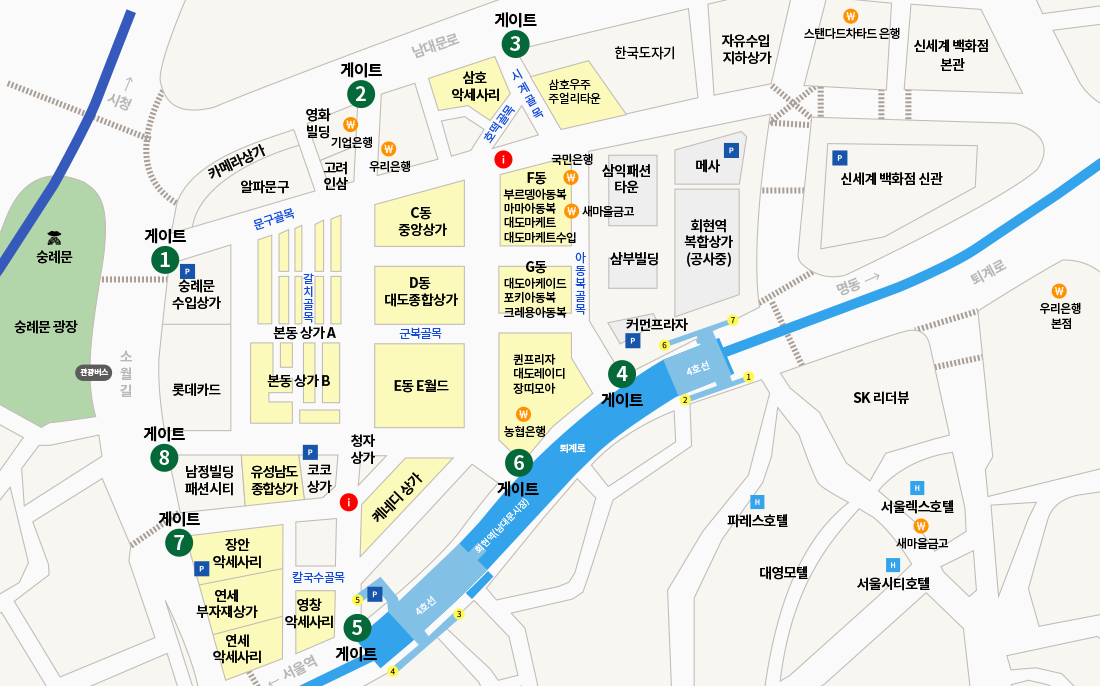 게이트
3
남대문로
한국도자기
자유수입
지하상가
₩
스탠다드차타드 은행
신세계 백화점
본관
시청
게이트
2
삼호
악세사리
시계골목
호떡골목
삼호우주
주얼리타운
영화
빌딩
₩
기업은행
₩
우리은행
고려
인삼
카메라상가
알파문구
문구골목
i
국민은행
₩
F동
부르뎅아동복
마마아동복
대도마켓트
대도마케트수입
₩ 새마을금고
삼익패션
타운
P
메사
P
신세계 백화점 신관
회현역
복합상가
(공사중)
삼부빌딩
C동
중앙상가
게이트
1
P
숭례문
수입상가
숭례문
숭례문 광장
갈치골목
본동 상가 A
D동
대도종합상가
G동
대도아케이드
포키아동복
크레용아동복
아동복골목
명동
퇴계로
₩
우리은행
본점
군복골목
커먼프라자
P
6
7
4호선
1
2
관광버스
소월길
롯데카드
본동 상가 B
E동 E월드
퀸프리자
대도레이디
장띠모아
₩
농협은행
4
게이트
SK 리더뷰
퇴계로
게이트
8
남정빌딩
패션시티
유성남도
종합상가
P
코코
상가
청자
상가
i
케네디 상가
6
게이트
회현역(남대문시장)
H
파레스호텔
H
서울렉스호텔
₩
새마을금고
H
서울시티호텔
대영모텔
게이트
7
P
장안
악세사리
연세
부자재상가
연세
악세사리
칼국수골목
영창
악세사리
5
P
5
게이트
4호선
3
4
서울역